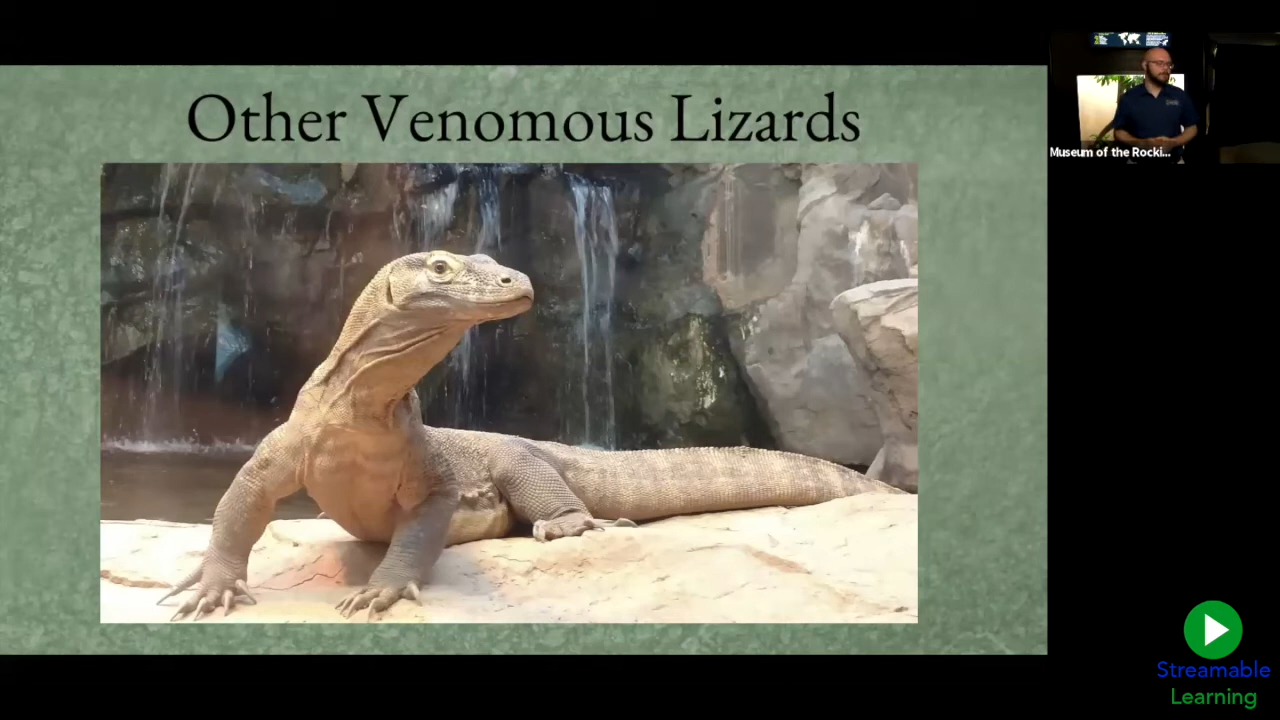 Other Venomous Lizards
Museum of the Rocki...
Streamable
Learning